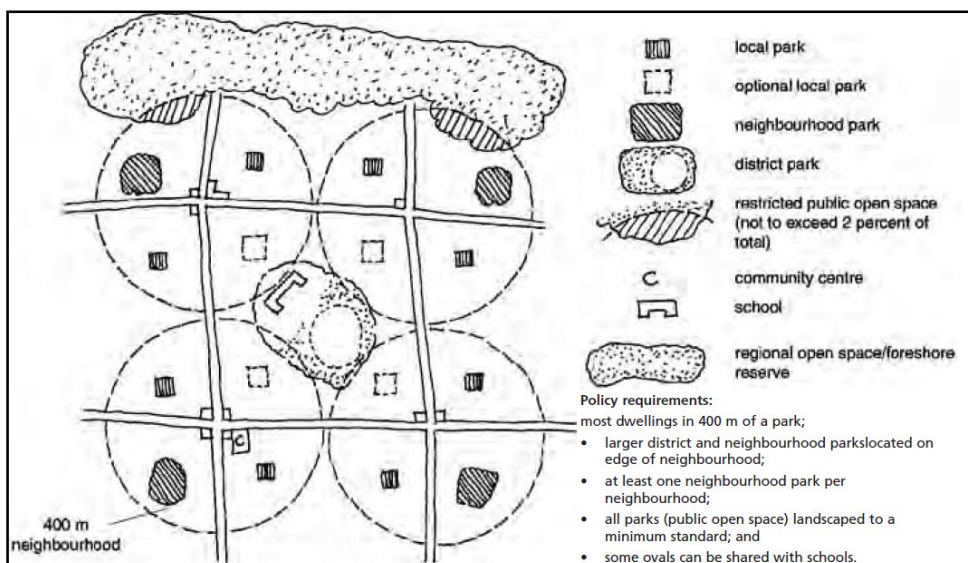 local park
optional local park
neighbourhood park
district park
restricted public open space
(not to exceed 2 percent of
total)
C
community centre
school
regional open space/foreshore
reserve
Policy requirements:
most dwellings in 400 m of a park;
• larger district and neighbourhood parkslocated on
edge of neighbourhood;
• at least one neighbourhood park per
neighbourhood;
• all parks (public open space) landscaped to a
minimum standard; and
• some ovals can be shared with schools.
C
400 m
neighbourhood